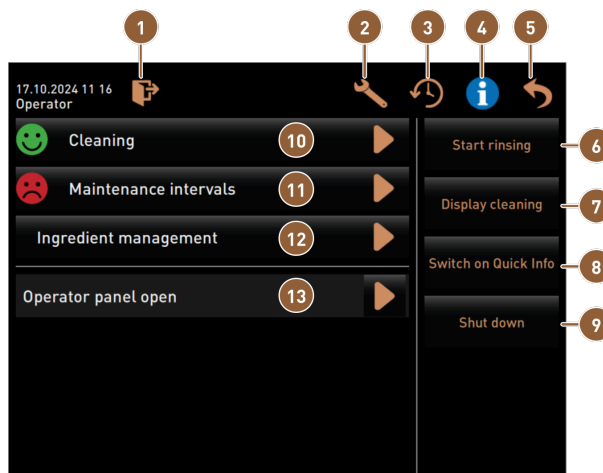 1
2
3
4
5
17.10.2024 11 16
Operator
i
Cleaning
10
Start rinsing
6
Maintenance intervals
11
Display cleaning
7
Ingredient management
12
Switch on Quick Info
8
Operator panel open
13
Shut down
9